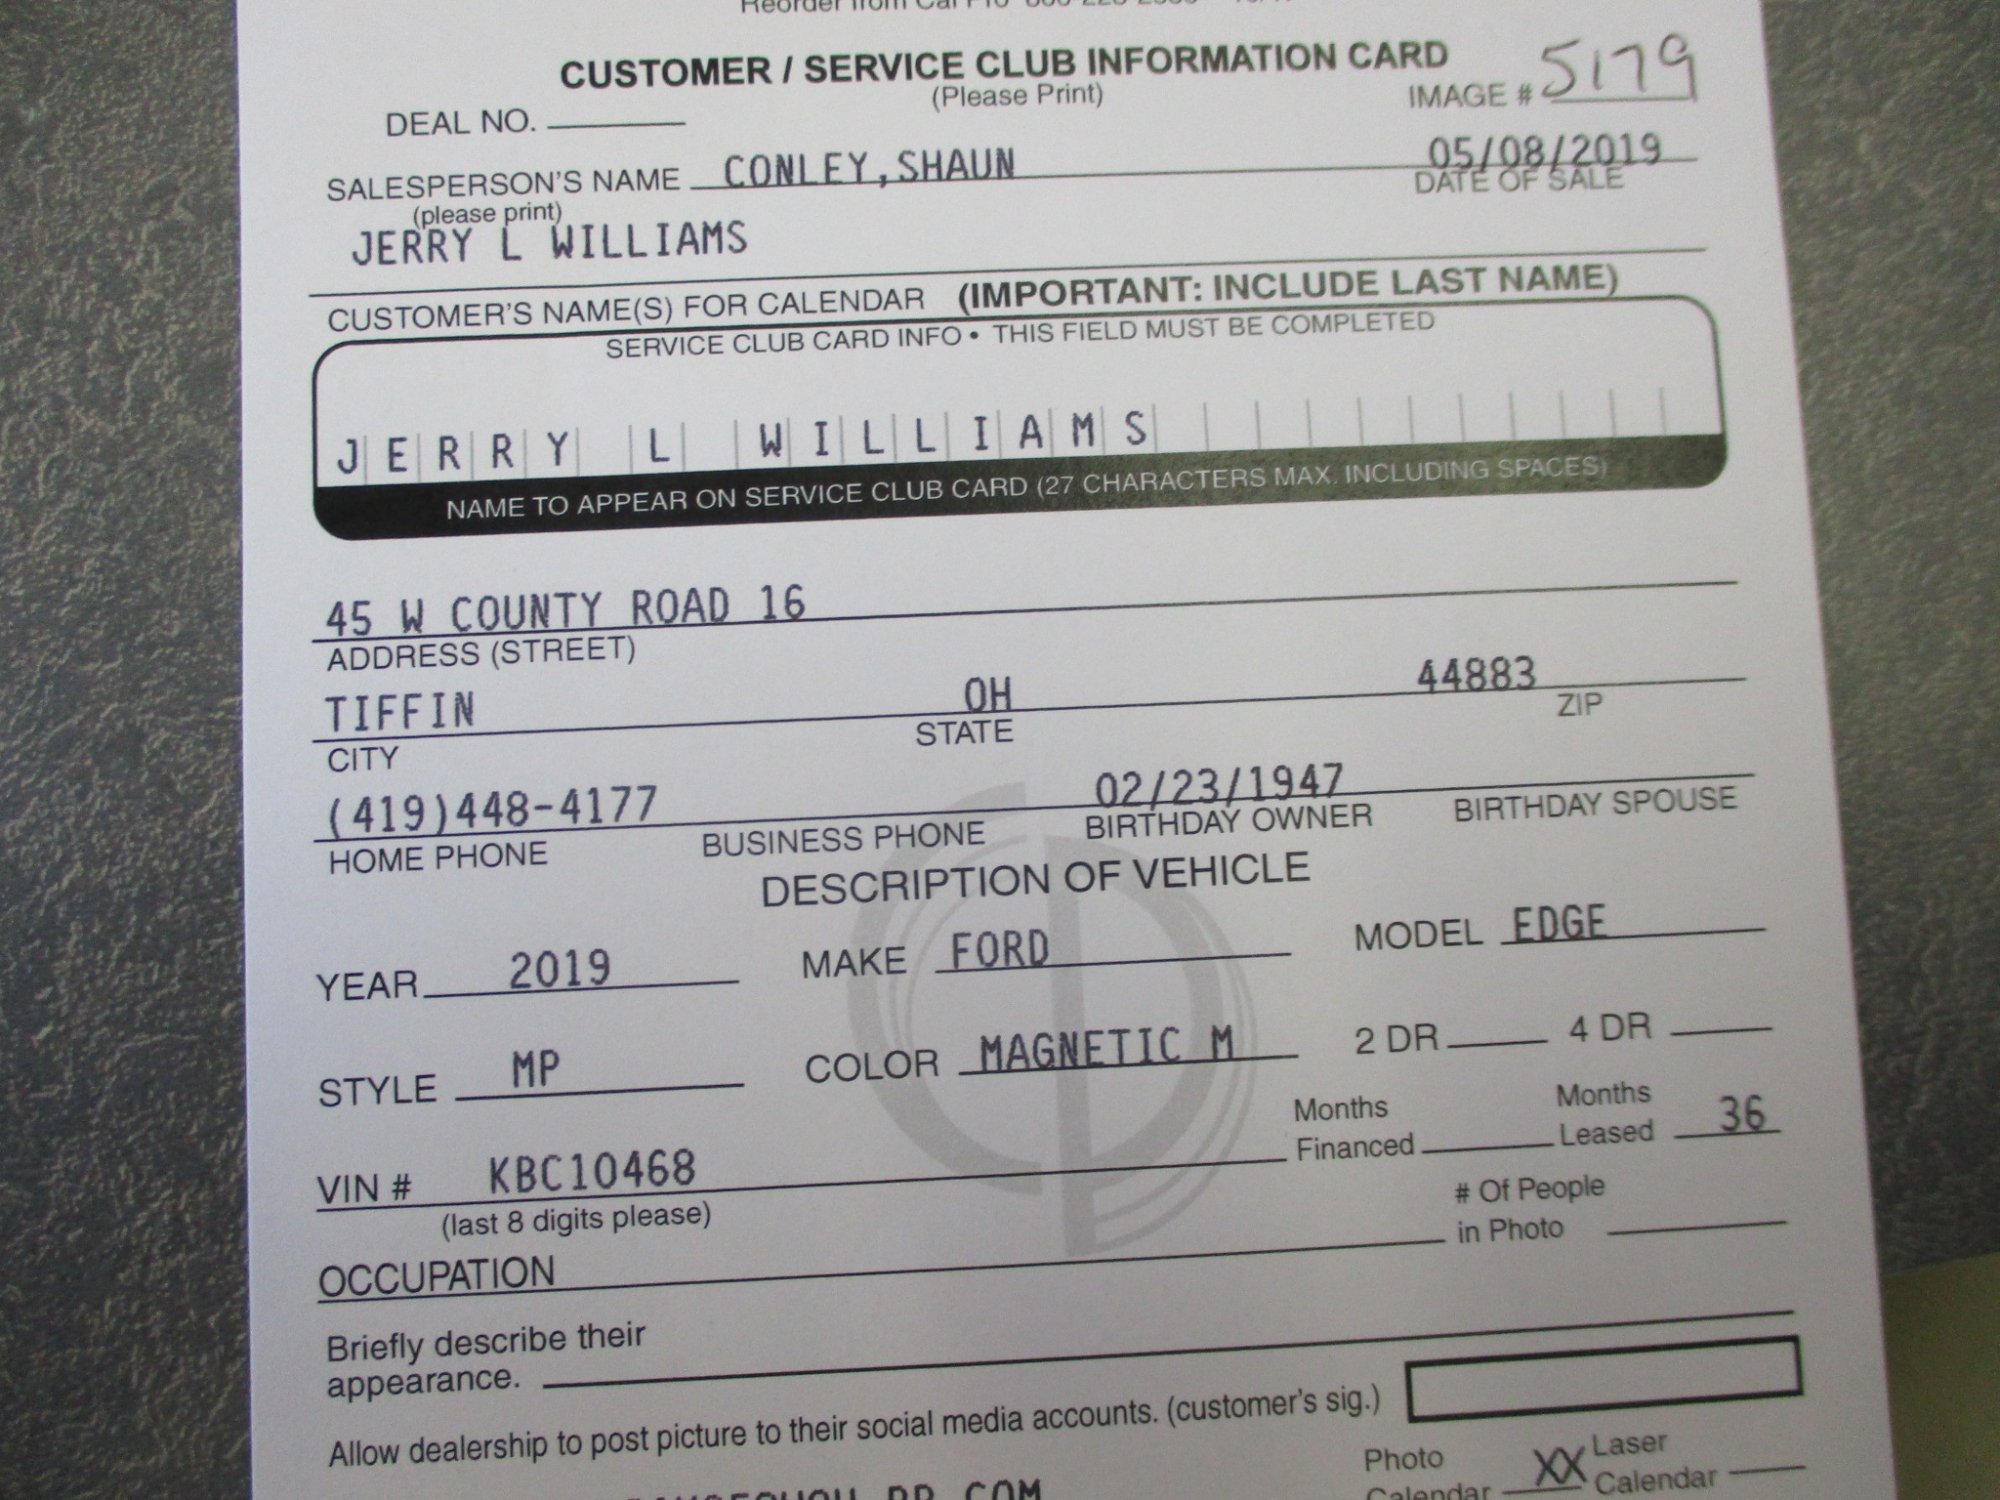 CUSTOMER / SERVICE CLUB INFORMATION CARD
(Please Print)
IMAGE # 5179
DEAL NO.
SALESPERSON'S NAME CONLEY,SHAUN 05/08/2019
(please print) DATE OF SALE
JERRY L WILLIAMS
CUSTOMER'S NAME(S) FOR CALENDAR (IMPORTANT: INCLUDE LAST NAME)
SERVICE CLUB CARD INFO • THIS FIELD MUST BE COMPLETED
JERRY L WILLIAMS
NAME TO APPEAR ON SERVICE CLUB CARD (27 CHARACTERS MAX. INCLUDING SPACES)
45 W COUNTY ROAD 16
ADDRESS (STREET)
TIFFIN OH 44883
CITY STATE ZIP
(419)448-4177 02/23/1947
HOME PHONE BUSINESS PHONE BIRTHDAY OWNER BIRTHDAY SPOUSE
DESCRIPTION OF VEHICLE
YEAR 2019 MAKE FORD MODEL EDGE
STYLE MP COLOR MAGNETIC M 2 DR 4 DR
Months Months
VIN # KBC10468 Financed Leased 36
(last 8 digits please)
# Of People
in Photo
OCCUPATION
Briefly describe their
appearance.
Allow dealership to post picture to their social media accounts. (customer's sig.)
Photo XX Laser
Calendar Calendar